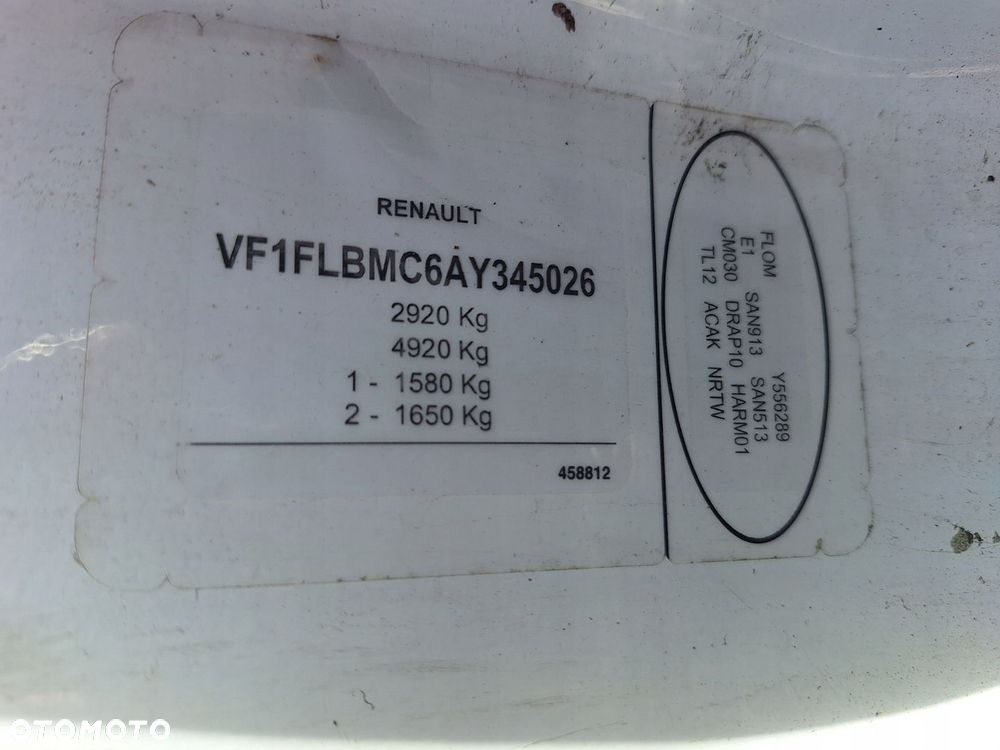 RENAULT
VF1FLBMC6AY345026
2920 Kg
4920 Kg
1 - 1580 Kg
2 - 1650 Kg
458812
FLOM SAN913 Y556289
E1 DRAP10 SAN513
CM030 ACAK HARM01
TL12 NRTW
OTOMOTO